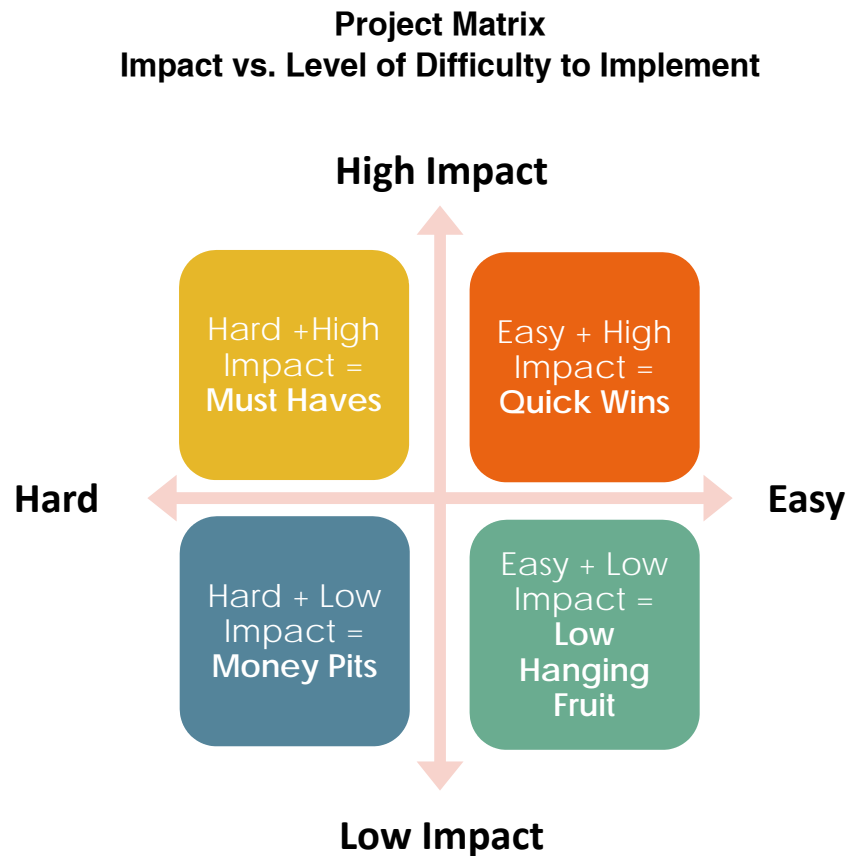 Project Matrix
Impact vs. Level of Difficulty to Implement
High Impact
Hard +High
Impact =
Must Haves
Easy + High
Impact =
Quick Wins
Hard
Easy
Hard + Low
Impact =
Money Pits
Easy + Low
Impact =
Low
Hanging
Fruit
Low Impact